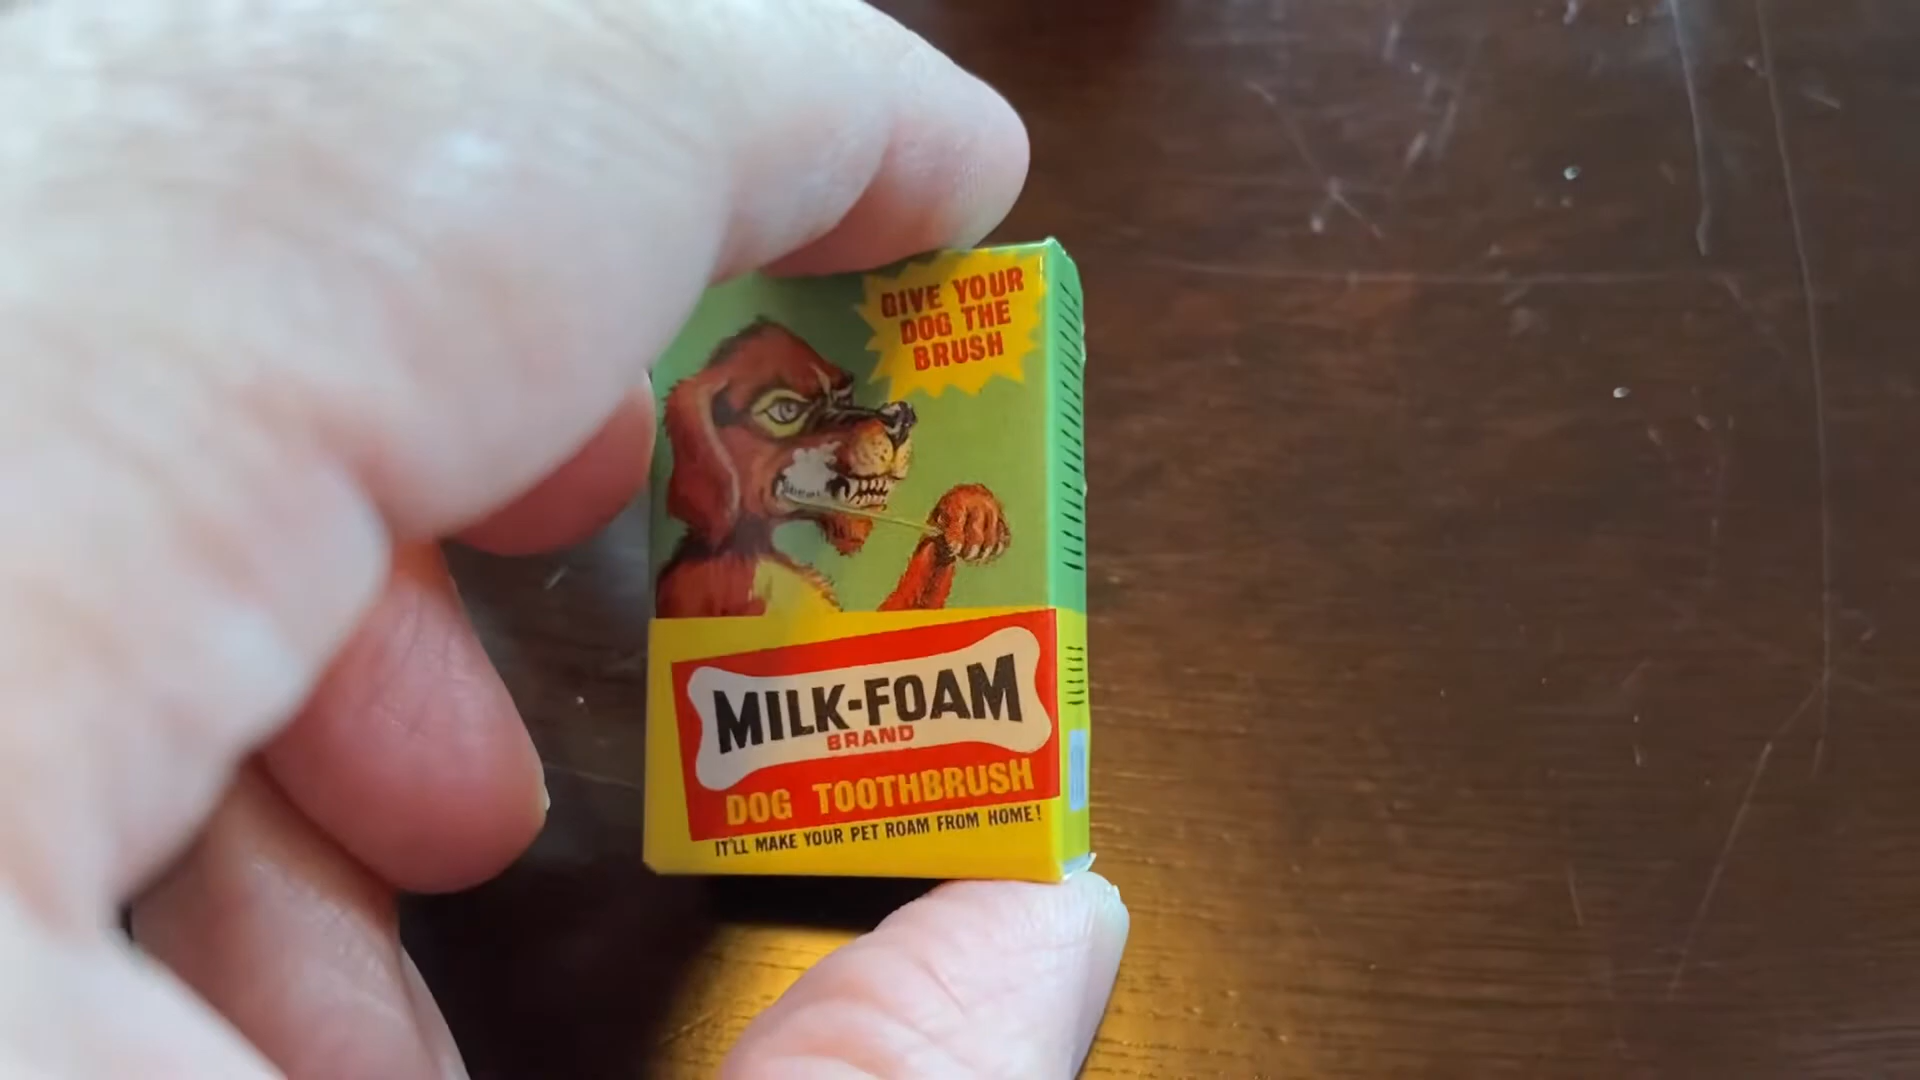 GIVE YOUR
DOG THE
BRUSH
MILK-FOAM
BRAND
DOG TOOTHBRUSH
IT'LL MAKE YOUR PET ROAM FROM HOME!